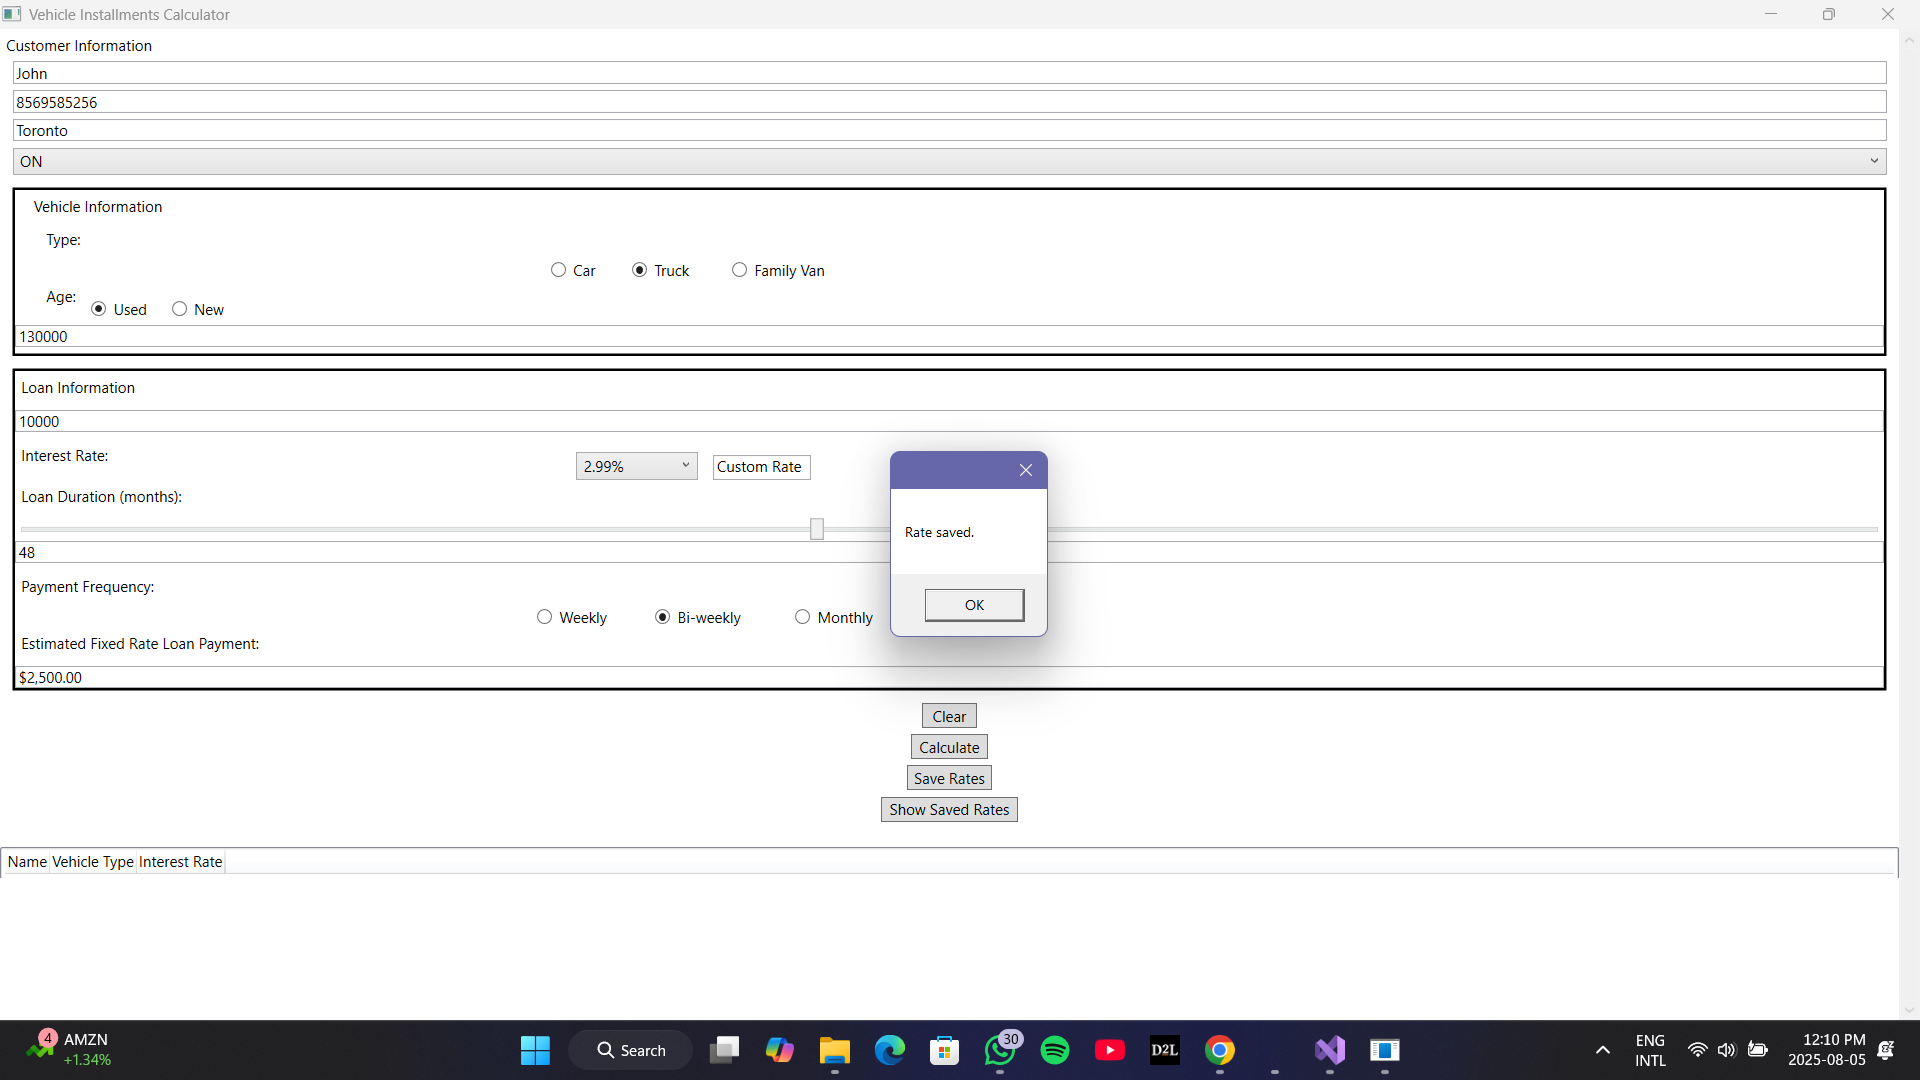 Vehicle Installments Calculator
Customer Information
John
8569585256
Toronto
ON
Vehicle Information
Type:
Car Truck Family Van
Age:
Used New
130000
Loan Information
10000
Interest Rate:
2.99% Custom Rate
Loan Duration (months):
48
Payment Frequency:
Weekly Bi-weekly Monthly
Estimated Fixed Rate Loan Payment:
$2,500.00
Rate saved.
OK
Clear
Calculate
Save Rates
Show Saved Rates
Name Vehicle Type Interest Rate
4
AMZN
+1.34%
Search
30
D2L
ENG
INTL
12:10 PM
2025-08-05